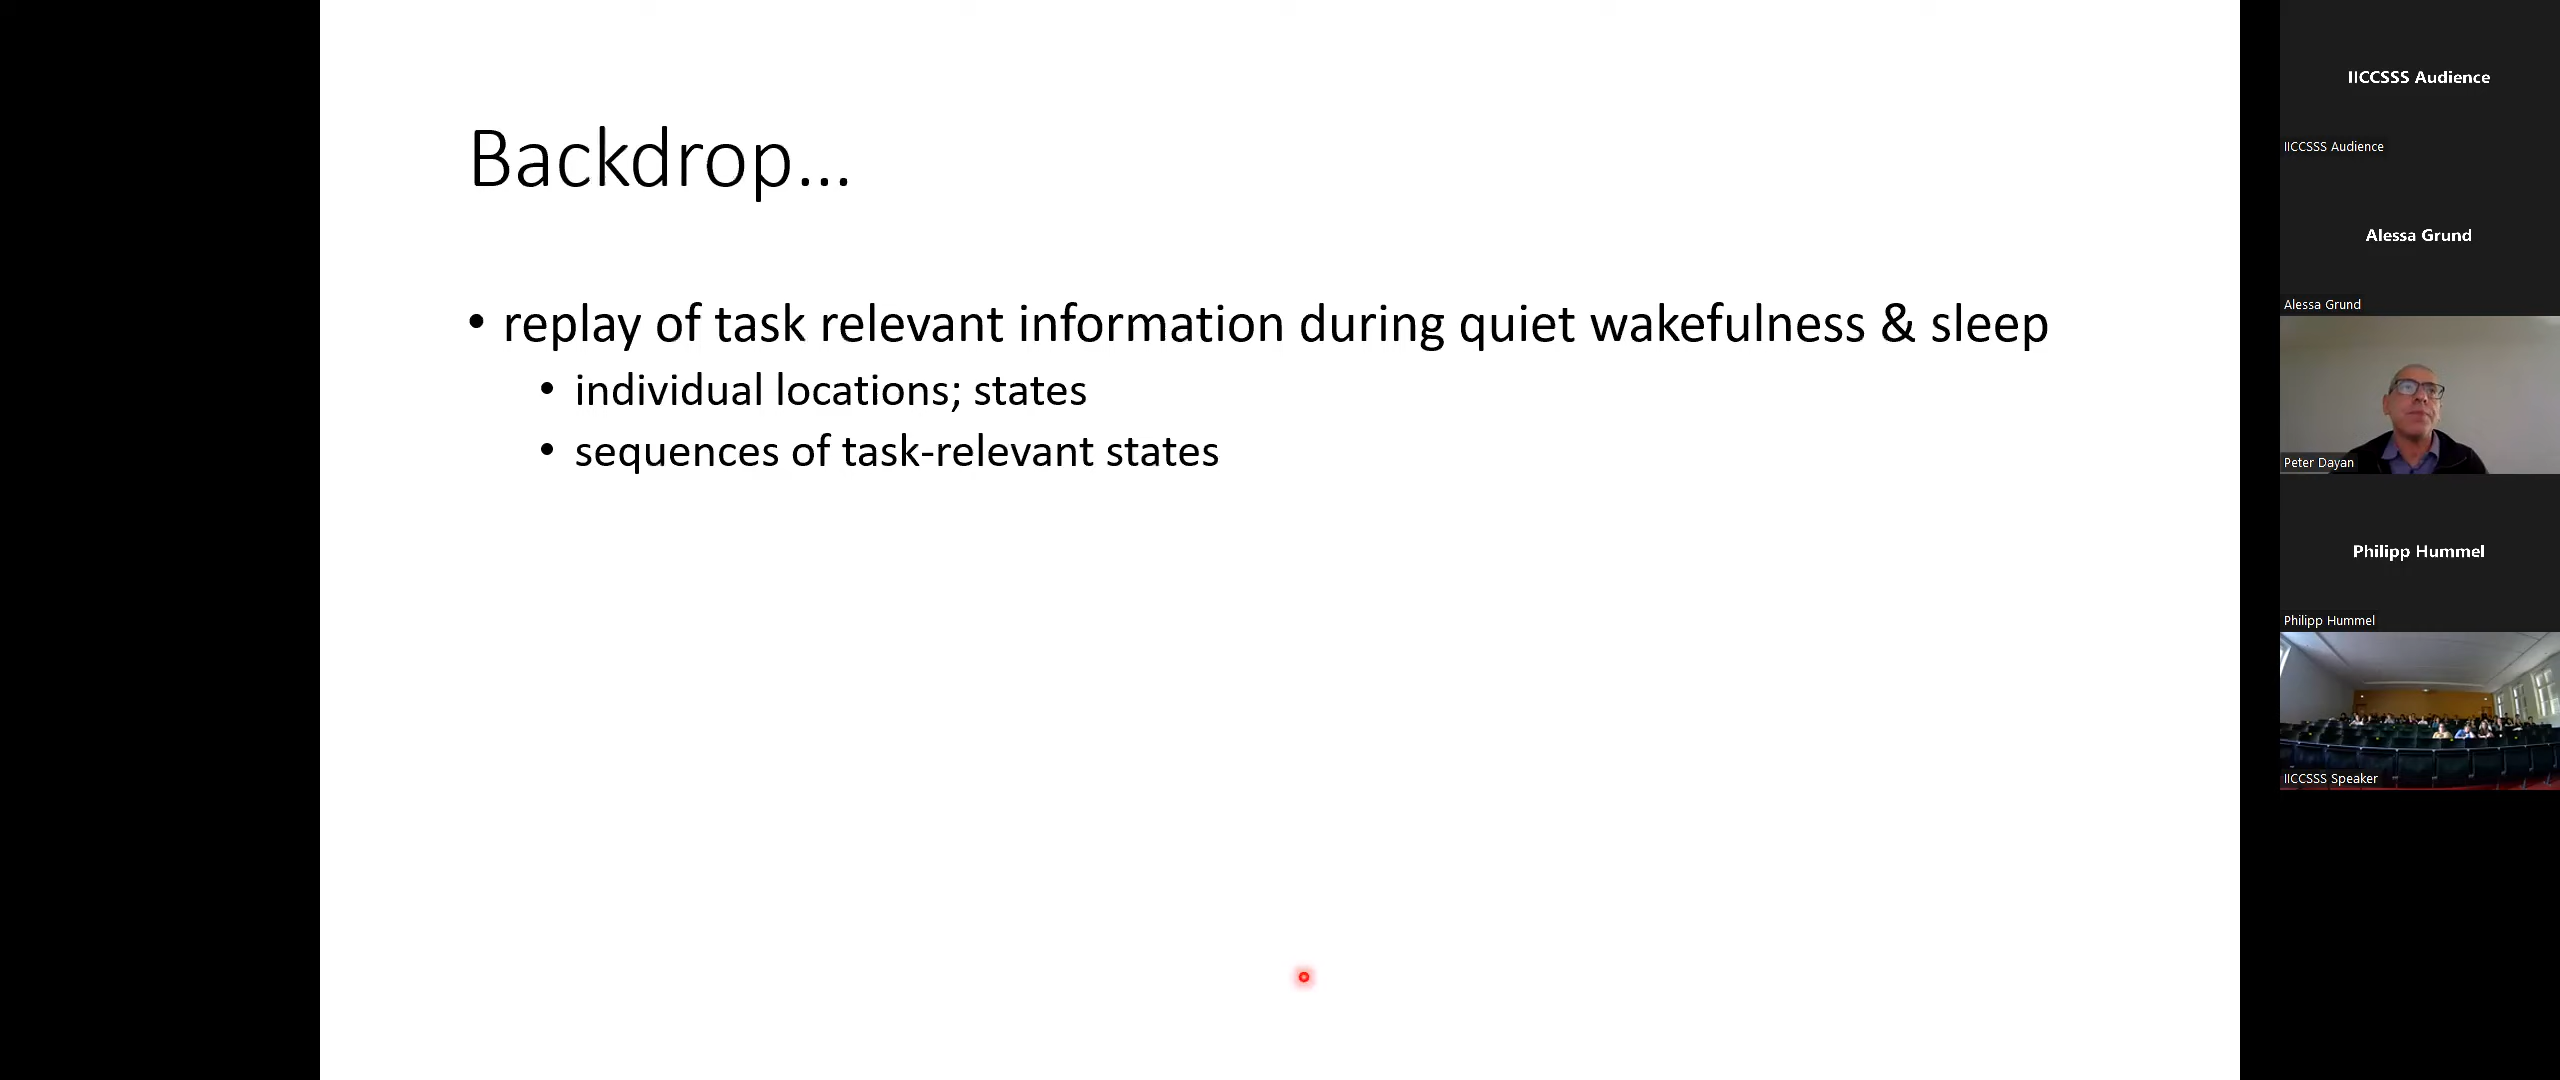 Backdrop...
• replay of task relevant information during quiet wakefulness & sleep
• individual locations; states
• sequences of task-relevant states
IICCSSS Audience
IICCSSS Audience
Alessa Grund
Alessa Grund
Peter Dayan
Philipp Hummel
Philipp Hummel
IICCSSS Speaker